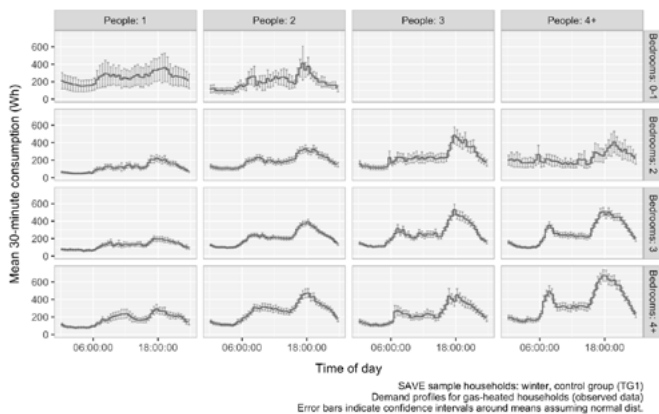 People: 1
People: 2
People: 3
People: 4+
Mean 30-minute consumption (Wh)
600
400
200
0
Bedrooms: 0-1
600
400
200
0
Bedrooms: 2
600
400
200
0
Bedrooms: 3
600
400
200
0
Bedrooms: 4+
06:00:00 18:00:00 06:00:00 18:00:00 06:00:00 18:00:00 06:00:00 18:00:00
Time of day
SAVE sample households: winter, control group (TG1)
Demand profiles for gas-heated households (observed data)
Error bars indicate confidence intervals around means assuming normal dist.